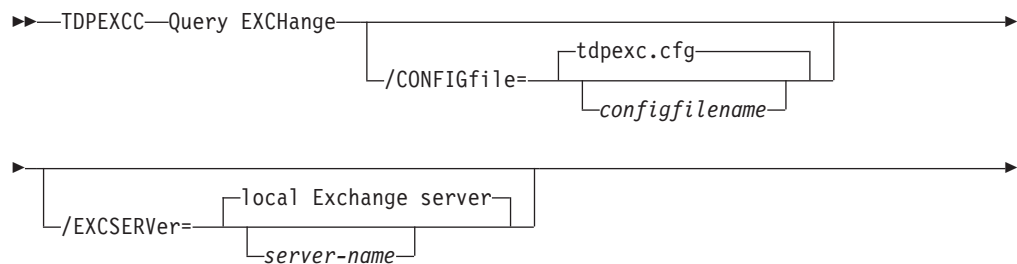 TDPEXCC Query EXCHange
tdpexc.cfg
/CONFIGfile=
configfilename
local Exchange server
/EXCSERVer=
server-name